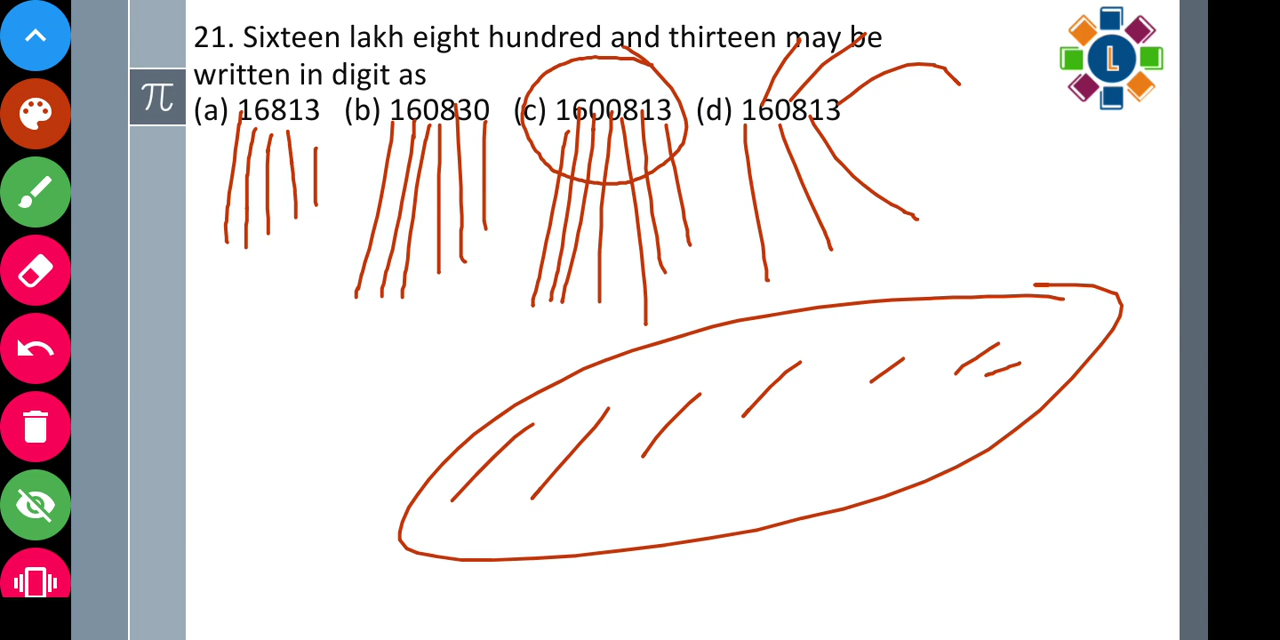 21. Sixteen lakh eight hundred and thirteen may be
written in digit as
(a) 16813 (b) 160830 (c) 1600813 (d) 160813
π
L